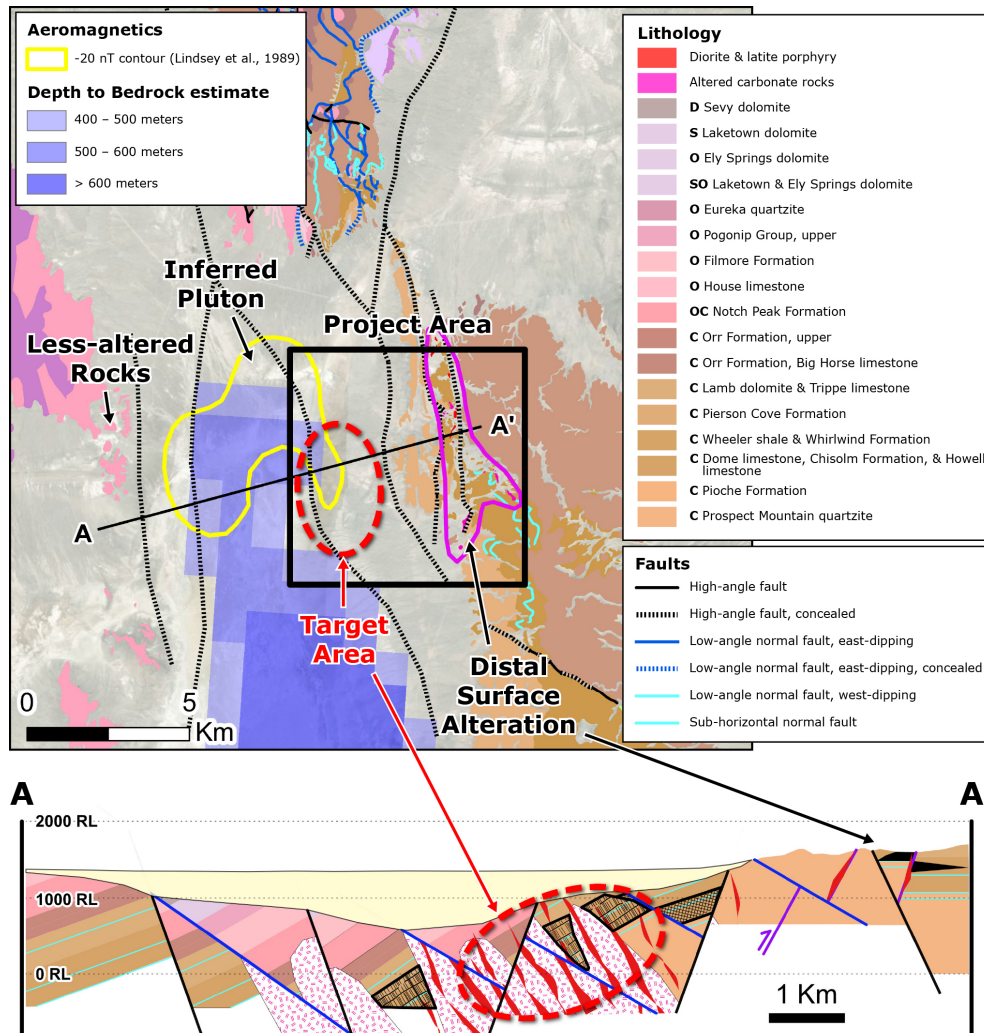 Aeromagnetics
-20 nT contour (Lindsey et al., 1989)
Depth to Bedrock estimate
400 – 500 meters
500 – 600 meters
> 600 meters
Lithology
Diorite & latite porphyry
Altered carbonate rocks
D Sevy dolomite
S Laketown dolomite
O Ely Springs dolomite
SO Laketown & Ely Springs dolomite
O Eureka quartzite
O Pogonip Group, upper
O Filmore Formation
O House limestone
OC Notch Peak Formation
C Orr Formation, upper
C Orr Formation, Big Horse limestone
C Lamb dolomite & Trippe limestone
C Pierson Cove Formation
C Wheeler shale & Whirlwind Formation
C Dome limestone, Chisolm Formation, & Howell
limestone
C Pioche Formation
C Prospect Mountain quartzite
Faults
High-angle fault
High-angle fault, concealed
Low-angle normal fault, east-dipping
Low-angle normal fault, east-dipping, concealed
Low-angle normal fault, west-dipping
Sub-horizontal normal fault
Inferred
Pluton
Project Area
Less-altered
Rocks
A'
A
Target
Area
Distal
Surface
Alteration
0
5
Km
A
A
2000 RL
1000 RL
0 RL
1 Km